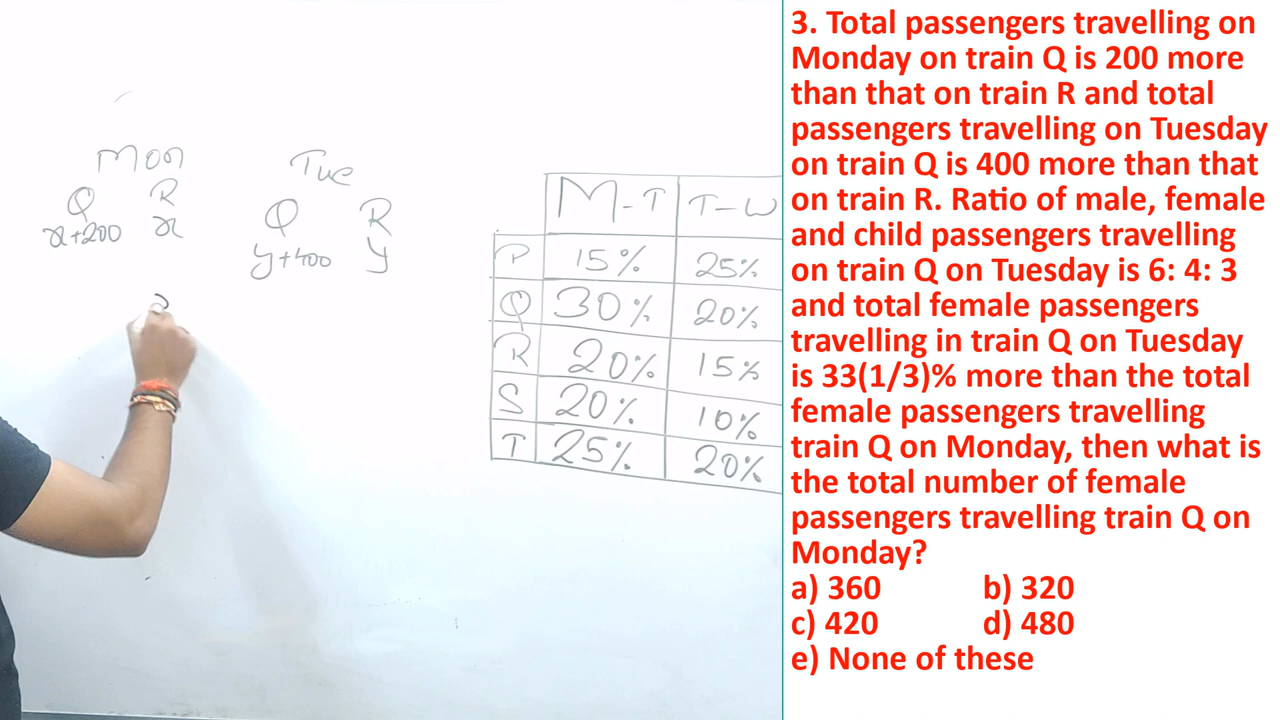 Mon
Q R
x+200 x
Tue
Q R
y+400 y
M-T T-W
P 15% 25%
Q 30% 20%
R 20% 15%
S 20% 10%
T 25% 20%
3. Total passengers travelling on
Monday on train Q is 200 more
than that on train R and total
passengers travelling on Tuesday
on train Q is 400 more than that
on train R. Ratio of male, female
and child passengers travelling
on train Q on Tuesday is 6: 4: 3
and total female passengers
travelling in train Q on Tuesday
is 33(1/3)% more than the total
female passengers travelling
train Q on Monday, then what is
the total number of female
passengers travelling train Q on
Monday?
a) 360 b) 320
c) 420 d) 480
e) None of these